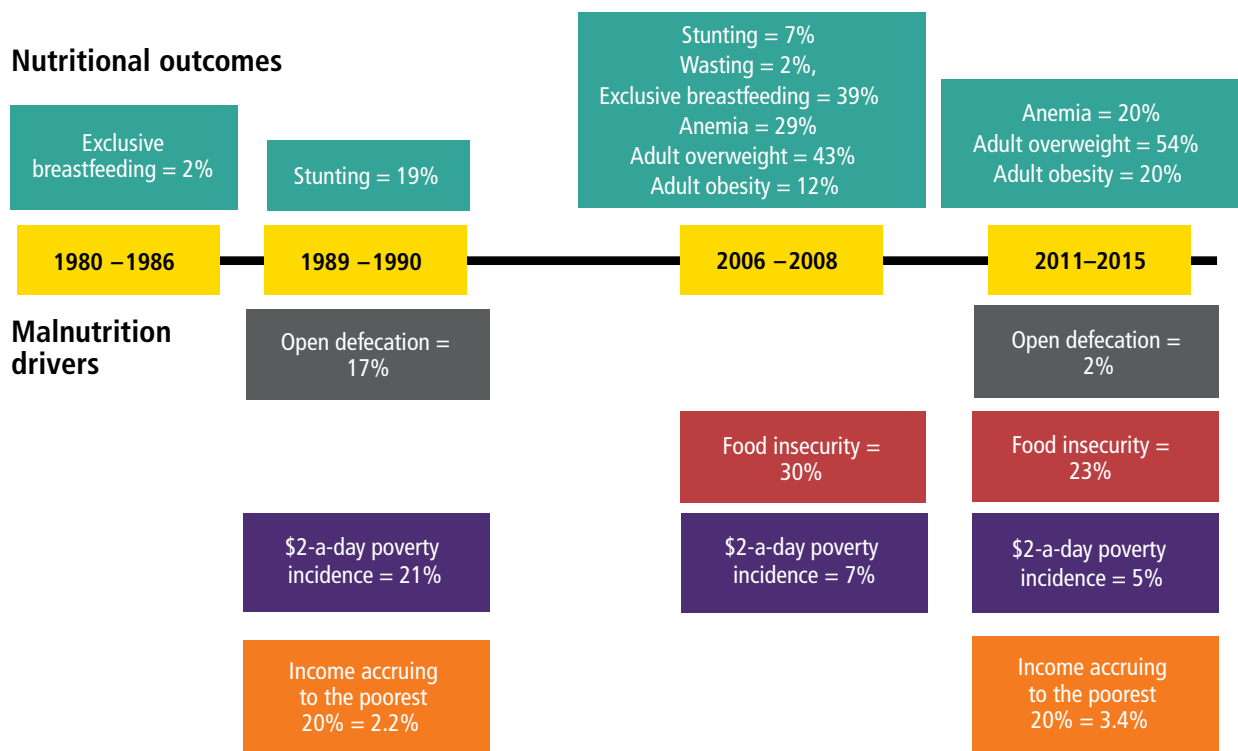 Nutritional outcomes
Exclusive
breastfeeding = 2%
Stunting = 19%
Stunting = 7%
Wasting = 2%,
Exclusive breastfeeding = 39%
Anemia = 29%
Adult overweight = 43%
Adult obesity = 12%
Anemia = 20%
Adult overweight = 54%
Adult obesity = 20%
1980 –1986
1989 –1990
2006 –2008
2011–2015
Malnutrition
drivers
Open defecation =
17%
Open defecation =
2%
Food insecurity =
30%
Food insecurity =
23%
$2-a-day poverty
incidence = 21%
$2-a-day poverty
incidence = 7%
$2-a-day poverty
incidence = 5%
Income accruing
to the poorest
20% = 2.2%
Income accruing
to the poorest
20% = 3.4%